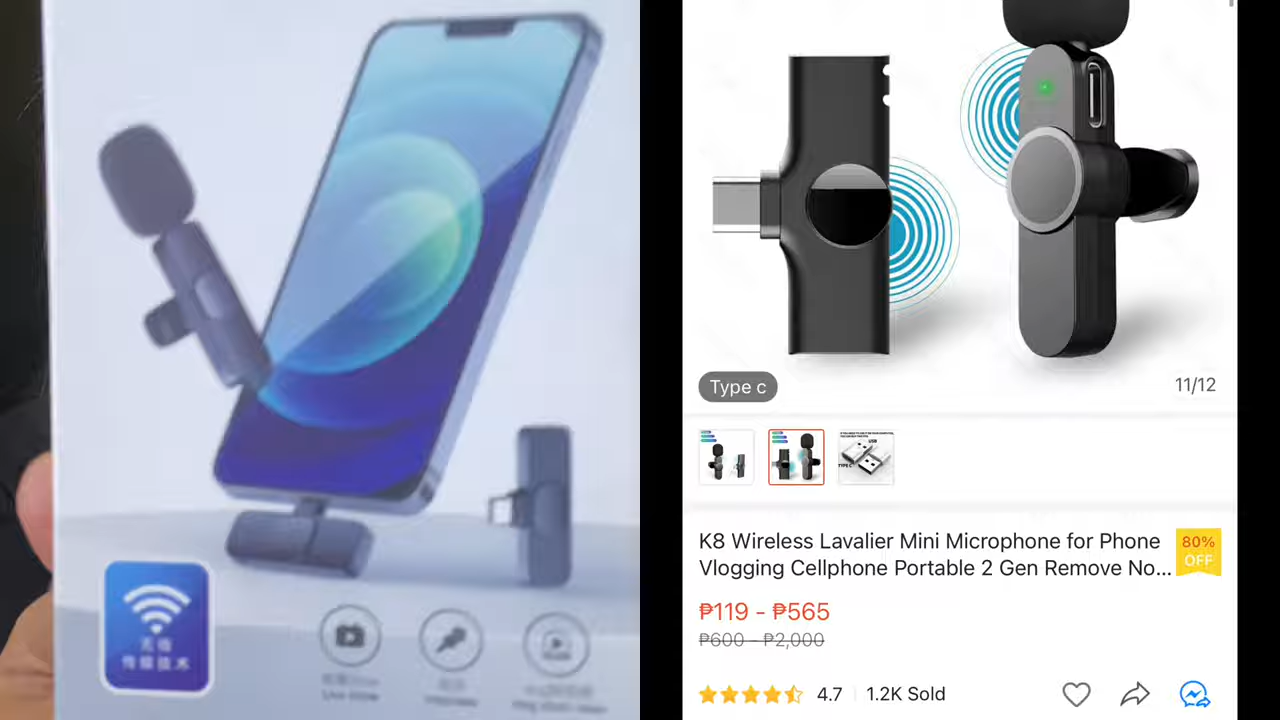 无线
传输技术
Type c
11/12
K8 Wireless Lavalier Mini Microphone for Phone
Vlogging Cellphone Portable 2 Gen Remove No...
80%
OFF
₱119 - ₱565
₱600 - ₱2,000
4.7
1.2K Sold